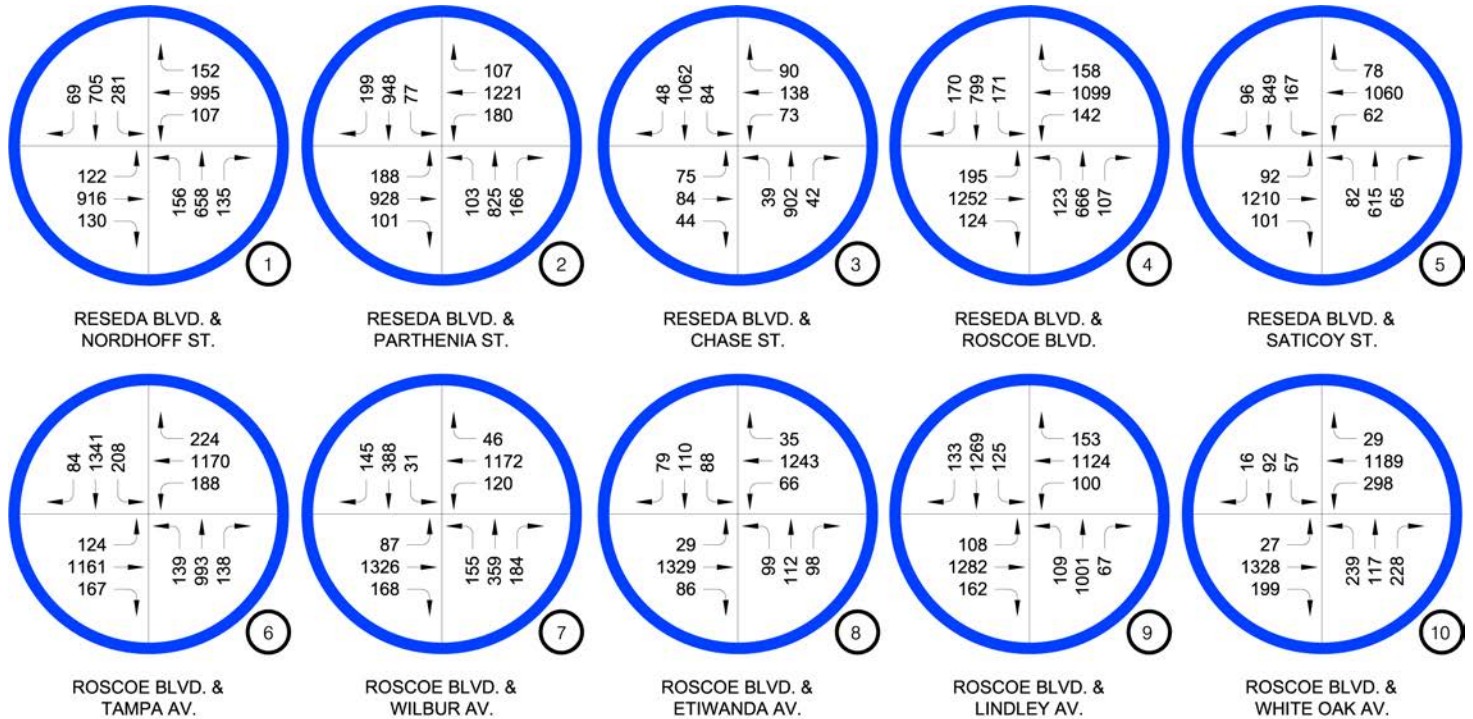 69 705 281
152
995
107
122
916
130
156 658 135
1
RESEDA BLVD. &
NORDHOFF ST.
199 948 77
107
1221
180
188
928
101
103 825 166
2
RESEDA BLVD. &
PARTHENIA ST.
48 1062 84
90
138
73
75
84
44
39 902 42
3
RESEDA BLVD. &
CHASE ST.
170 799 171
158
1099
142
195
1252
124
123 666 107
4
RESEDA BLVD. &
ROSCOE BLVD.
96 849 167
78
1060
62
92
1210
101
82 615 65
5
RESEDA BLVD. &
SATICOY ST.
84 1341 208
224
1170
188
124
1161
167
139 993 138
6
ROSCOE BLVD. &
TAMPA AV.
145 388 31
46
1172
120
87
1326
168
155 359 184
7
ROSCOE BLVD. &
WILBUR AV.
79 110 88
35
1243
66
29
1329
86
99 112 98
8
ROSCOE BLVD. &
ETIWANDA AV.
133 1269 125
153
1124
100
108
1282
162
109 1001 67
9
ROSCOE BLVD. &
LINDLEY AV.
16 92 57
29
1189
298
27
1328
199
239 117 228
10
ROSCOE BLVD. &
WHITE OAK AV.